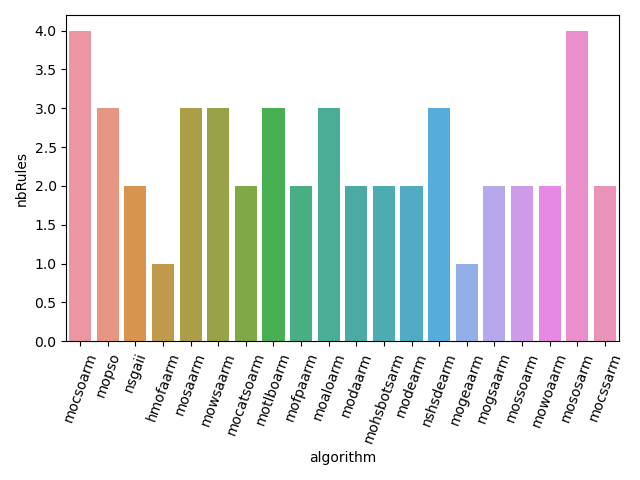 4.0
3.5
3.0
2.5
2.0
1.5
1.0
0.5
0.0
nbRules
mocsoarm
mopso
nsgaii
hmofaarm
mosaarm
mowsaarm
mocatsoarm
motlboarm
mofpaarm
moaloarm
modaarm
mohsbotsarm
modearm
nshsdearm
mogeaarm
mogsaarm
mossoarm
mowoaarm
mososarm
mocssarm
algorithm